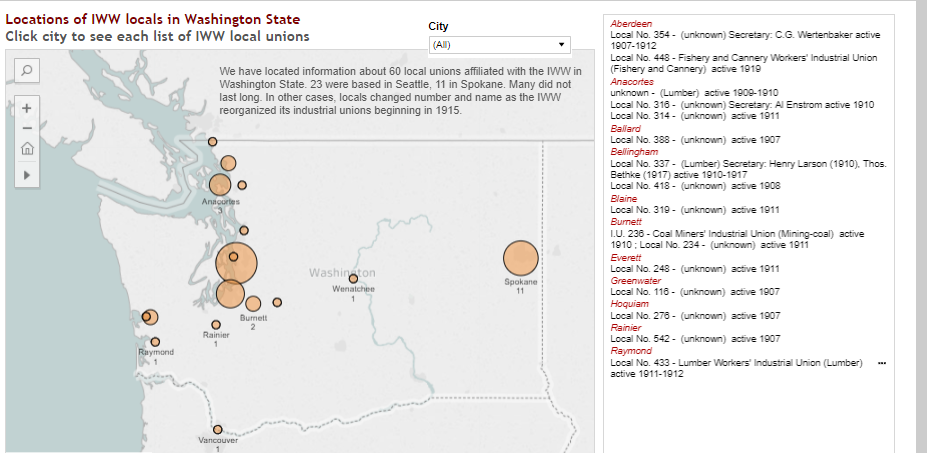 Locations of IWW locals in Washington State
Click city to see each list of IWW local unions
City
(All)
We have located information about 60 local unions affiliated with the IWW in
Washington State. 23 were based in Seattle, 11 in Spokane. Many did not
last long. In other cases, locals changed number and name as the IWW
reorganized its industrial unions beginning in 1915.
Anacortes
3
Washington
Wenatchee
1
Spokane
11
Burnett
2
Rainier
1
Raymond
1
Vancouver
1
Aberdeen
Local No. 354 - (unknown) Secretary: C.G. Wertenbaker active
1907-1912
Local No. 448 - Fishery and Cannery Workers' Industrial Union
(Fishery and Cannery) active 1919
Anacortes
unknown - (Lumber) active 1909-1910
Local No. 316 - (unknown) Secretary: Al Enstrom active 1910
Local No. 314 - (unknown) active 1911
Ballard
Local No. 388 - (unknown) active 1907
Bellingham
Local No. 337 - (Lumber) Secretary: Henry Larson (1910), Thos.
Bethke (1917) active 1910-1917
Local No. 418 - (unknown) active 1908
Blaine
Local No. 319 - (unknown) active 1911
Burnett
I.U. 236 - Coal Miners' Industrial Union (Mining-coal) active
1910 ; Local No. 234 - (unknown) active 1911
Everett
Local No. 248 - (unknown) active 1911
Greenwater
Local No. 116 - (unknown) active 1907
Hoquiam
Local No. 276 - (unknown) active 1907
Rainier
Local No. 542 - (unknown) active 1907
Raymond
Local No. 433 - Lumber Workers' Industrial Union (Lumber)
active 1911-1912